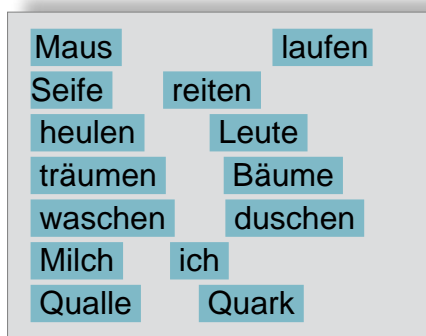 Maus laufen
Seife reiten
heulen Leute
träumen Bäume
waschen duschen
Milch ich
Qualle Quark